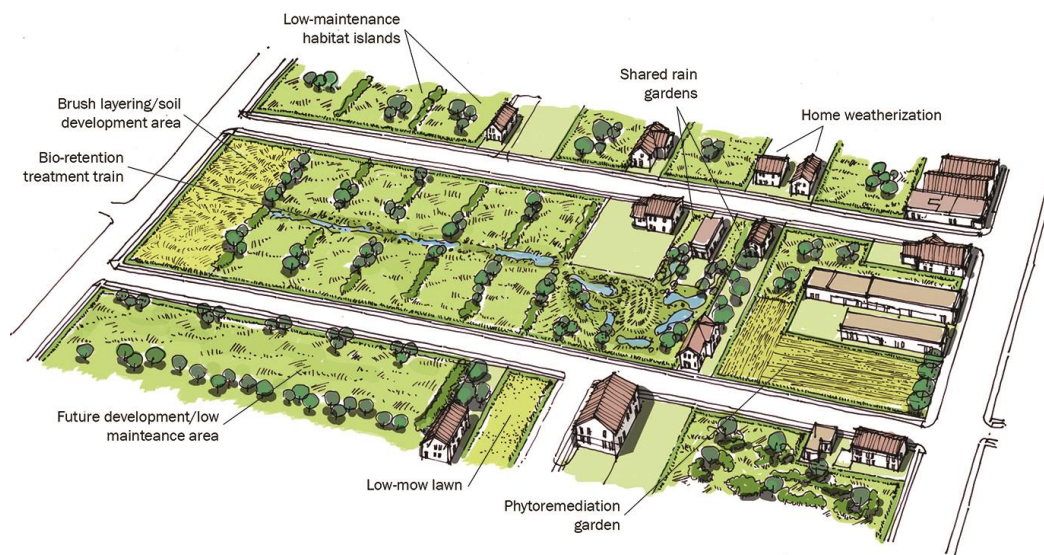 Low-maintenance
habitat islands
Shared rain
gardens
Brush layering/soil
development area
Home weatherization
Bio-retention
treatment train
Future development/low
mainteance area
Low-mow lawn
Phytoremediation
garden